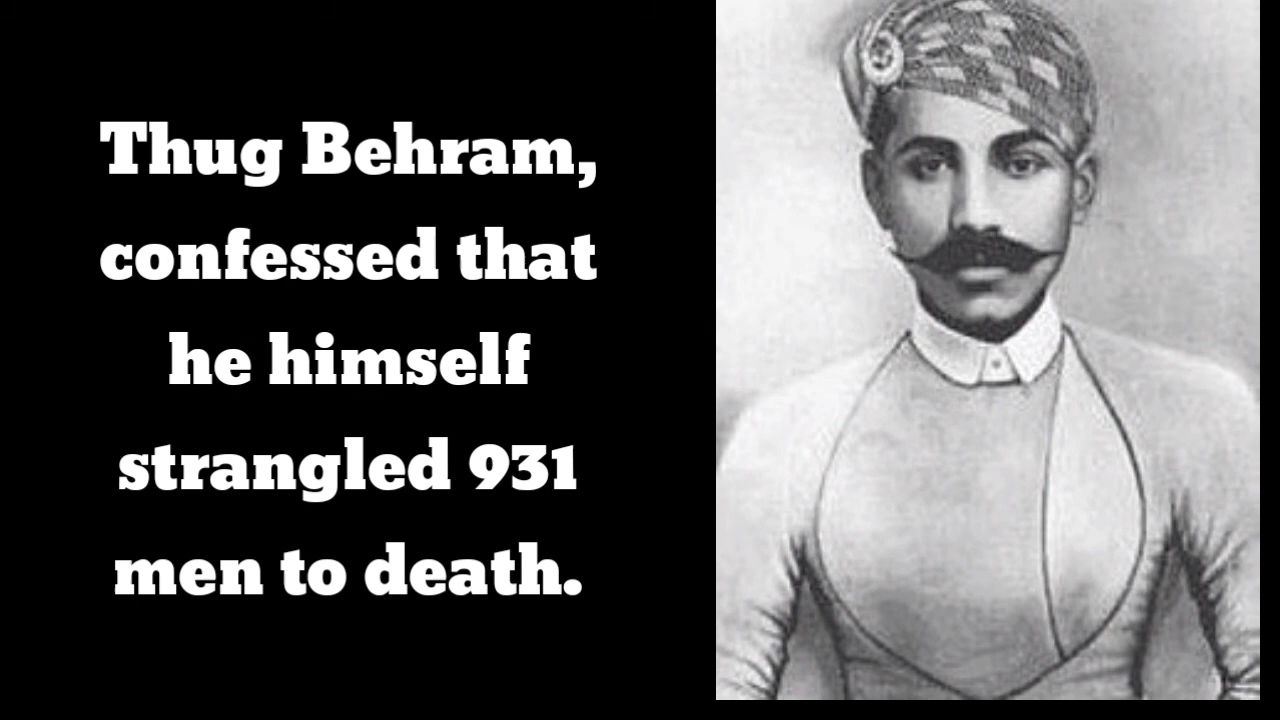 Thug Behram,
confessed that
he himself
strangled 931
men to death.